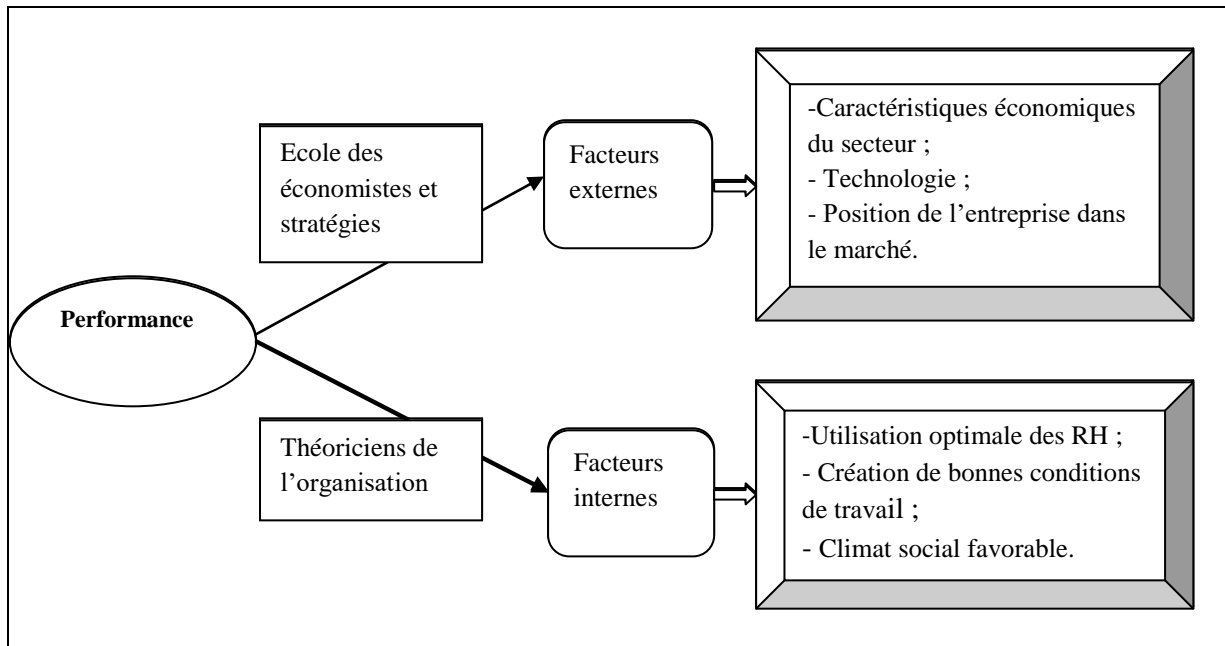 Performance
Ecole des
économistes et
stratégies
Facteurs
externes
-Caractéristiques économiques
du secteur ;
- Technologie ;
- Position de l’entreprise dans
le marché.
Théoriciens de
l’organisation
Facteurs
internes
-Utilisation optimale des RH ;
- Création de bonnes conditions
de travail ;
- Climat social favorable.